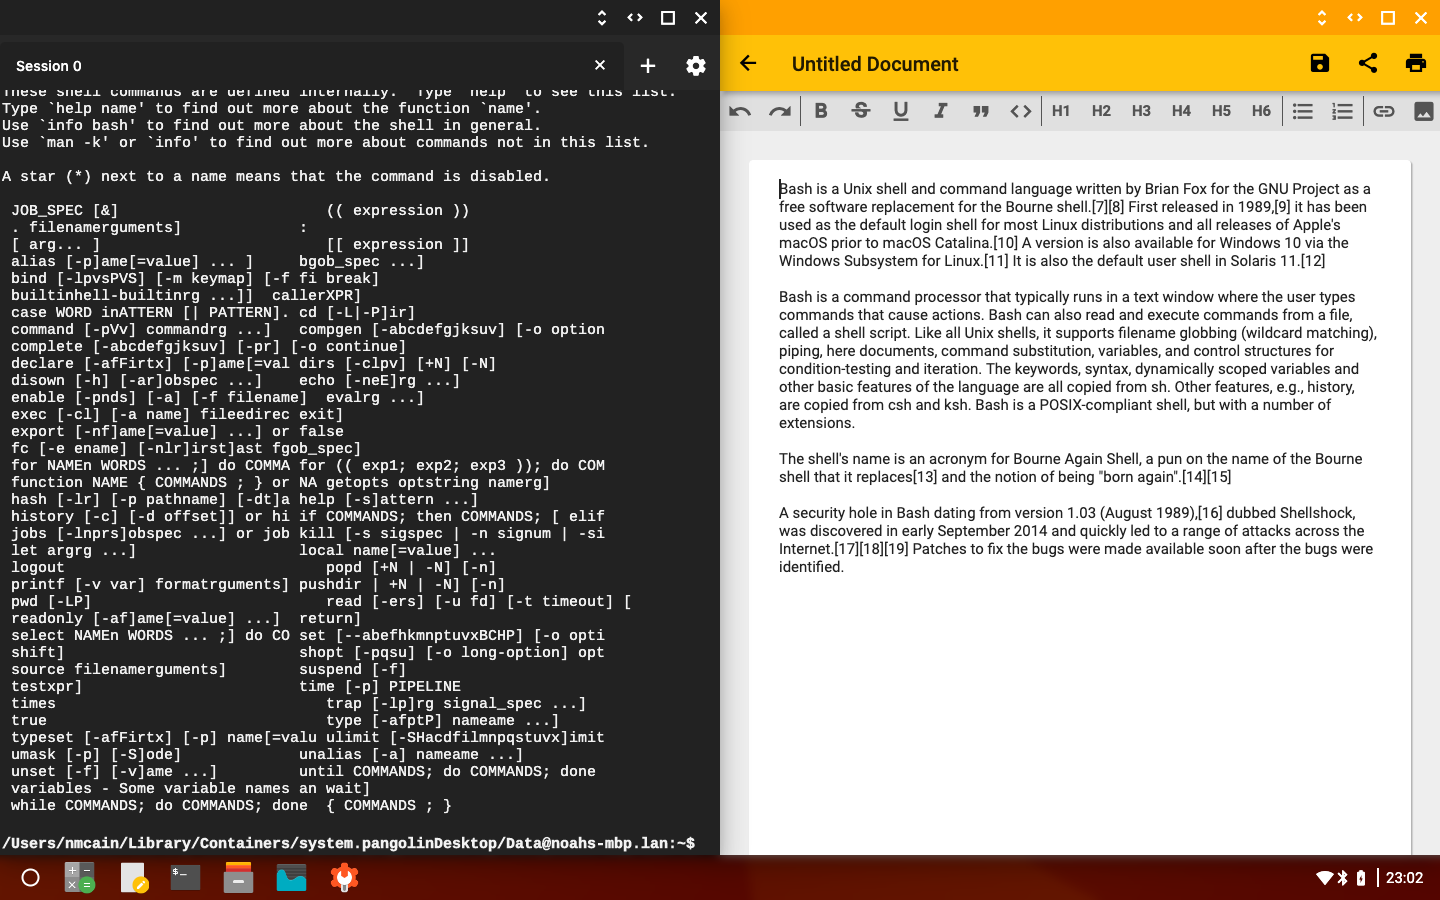 Session 0
These shell commands are defined internally.  Type `help' to see this list.
Type `help name' to find out more about the function `name'.
Use `info bash' to find out more about the shell in general.
Use `man -k' or `info' to find out more about commands not in this list.
A star (*) next to a name means that the command is disabled.
JOB_SPEC [&]                       (( expression ))
. filenamerguments]             :
[ arg... ]                         [[ expression ]]
alias [-p]ame[=value] ... ]     bgob_spec ...]
bind [-lpvsPVS] [-m keymap] [-f fi break]
builtinhell-builtinrg ...]]  callerXPR]
case WORD inATTERN [| PATTERN]. cd [-L|-P]ir]
command [-pVv] commandrg ...]   compgen [-abcdefgjksuv] [-o option
complete [-abcdefgjksuv] [-pr] [-o continue]
declare [-afFirtx] [-p]ame[=val dirs [-clpv] [+N] [-N]
disown [-h] [-ar]obspec ...]    echo [-neE]rg ...]
enable [-pnds] [-a] [-f filename]  evalrg ...]
exec [-cl] [-a name] fileedirec exit]
export [-nf]ame[=value] ...] or false
fc [-e ename] [-nlr]irst]ast fgob_spec]
for NAMEn WORDS ... ;] do COMMA for (( exp1; exp2; exp3 )); do COM
function NAME { COMMANDS ; } or NA getopts optstring namerg]
hash [-lr] [-p pathname] [-dt]a help [-s]attern ...]
history [-c] [-d offset]] or hi if COMMANDS; then COMMANDS; [ elif
jobs [-lnprs]obspec ...] or job kill [-s sigspec | -n signum | -si
let argrg ...]                  local name[=value] ...
logout                             popd [+N | -N] [-n]
printf [-v var] formatrguments] pushdir | +N | -N] [-n]
pwd [-LP]                          read [-ers] [-u fd] [-t timeout] [
readonly [-af]ame[=value] ...]  return]
select NAMEn WORDS ... ;] do CO set [--abefhkmnptuvxBCHP] [-o opti
shift]                          shopt [-pqsu] [-o long-option] opt
source filenamerguments]        suspend [-f]
testxpr]                        time [-p] PIPELINE
times                              trap [-lp]rg signal_spec ...]
true                               type [-afptP] nameame ...]
typeset [-afFirtx] [-p] name[=valu ulimit [-SHacdfilmnpqstuvx]imit
umask [-p] [-S]ode]             unalias [-a] nameame ...]
unset [-f] [-v]ame ...]         until COMMANDS; do COMMANDS; done
variables - Some variable names an wait]
while COMMANDS; do COMMANDS; done  { COMMANDS ; }
/Users/nmcain/Library/Containers/system.pangolinDesktop/Data@noahs-mbp.lan:~$
Untitled Document
B S U I H1 H2 H3 H4 H5 H6
Bash is a Unix shell and command language written by Brian Fox for the GNU Project as a
free software replacement for the Bourne shell.[7][8] First released in 1989,[9] it has been
used as the default login shell for most Linux distributions and all releases of Apple's
macOS prior to macOS Catalina.[10] A version is also available for Windows 10 via the
Windows Subsystem for Linux.[11] It is also the default user shell in Solaris 11.[12]
Bash is a command processor that typically runs in a text window where the user types
commands that cause actions. Bash can also read and execute commands from a file,
called a shell script. Like all Unix shells, it supports filename globbing (wildcard matching),
piping, here documents, command substitution, variables, and control structures for
condition-testing and iteration. The keywords, syntax, dynamically scoped variables and
other basic features of the language are all copied from sh. Other features, e.g., history,
are copied from csh and ksh. Bash is a POSIX-compliant shell, but with a number of
extensions.
The shell's name is an acronym for Bourne Again Shell, a pun on the name of the Bourne
shell that it replaces[13] and the notion of being "born again".[14][15]
A security hole in Bash dating from version 1.03 (August 1989),[16] dubbed Shellshock,
was discovered in early September 2014 and quickly led to a range of attacks across the
Internet.[17][18][19] Patches to fix the bugs were made available soon after the bugs were
identified.
$_
23:02